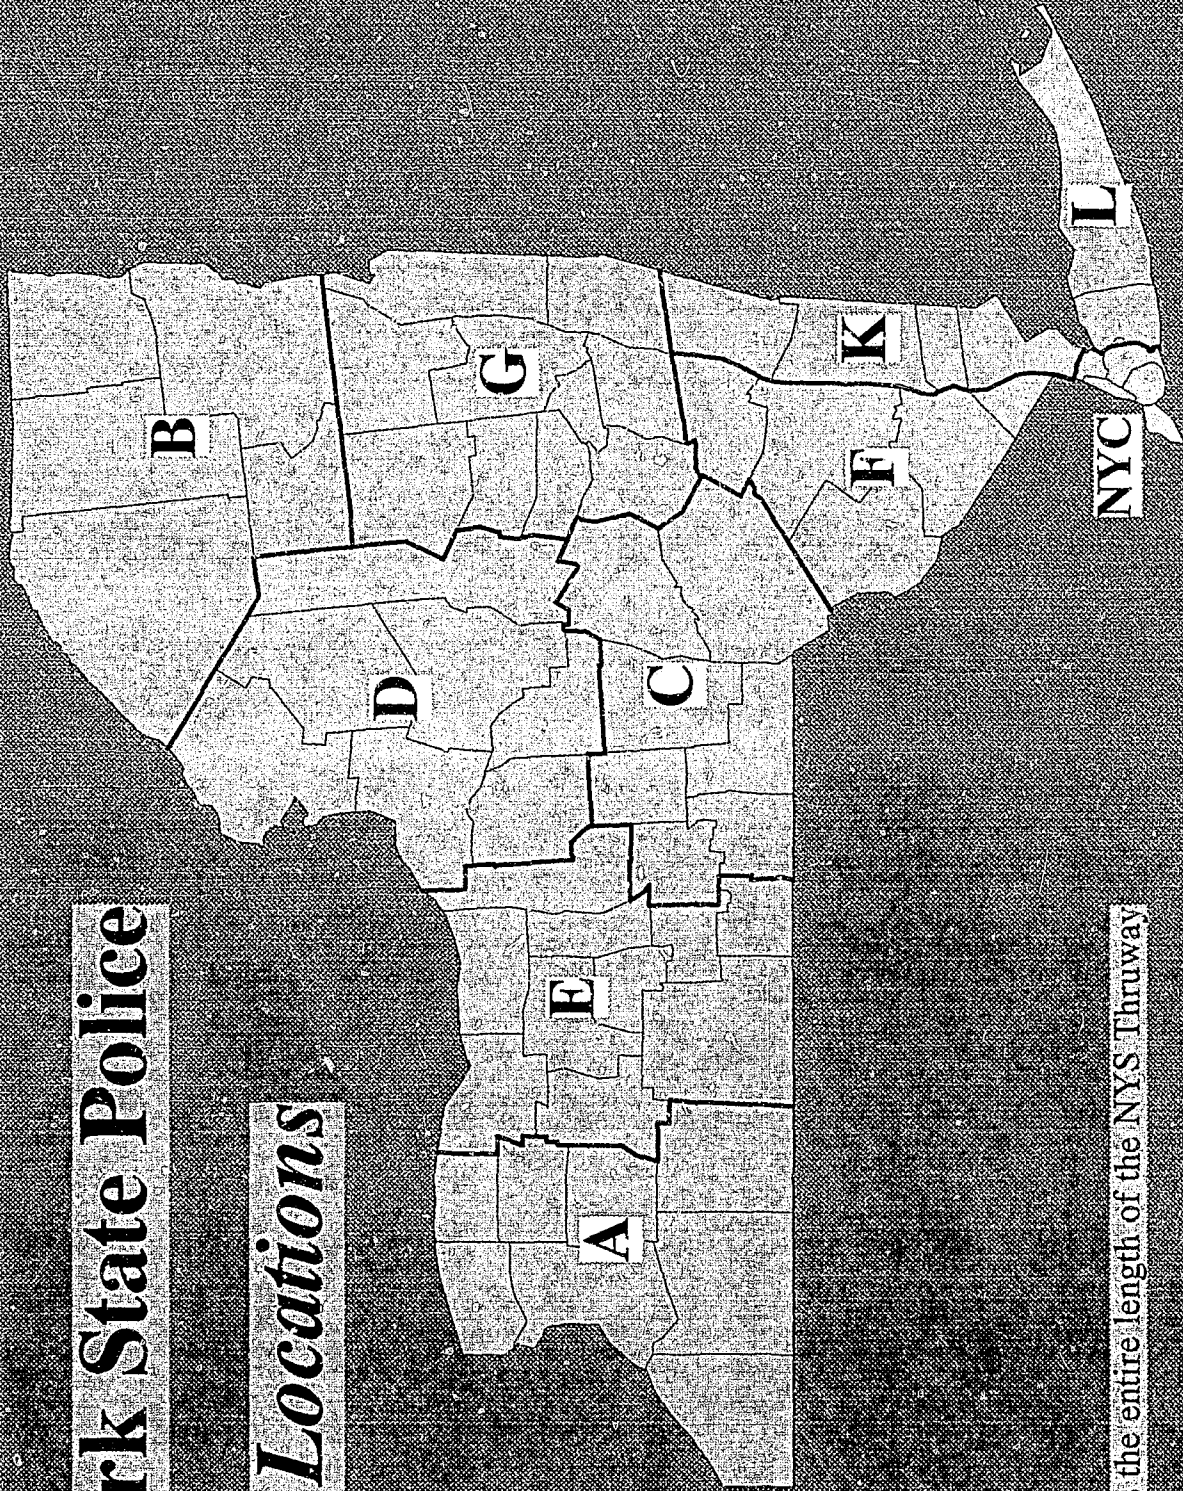 rk State Police
Locations
B
D
G
E
A
C
K
F
L
NYC
the entire length of the NYS Thruway